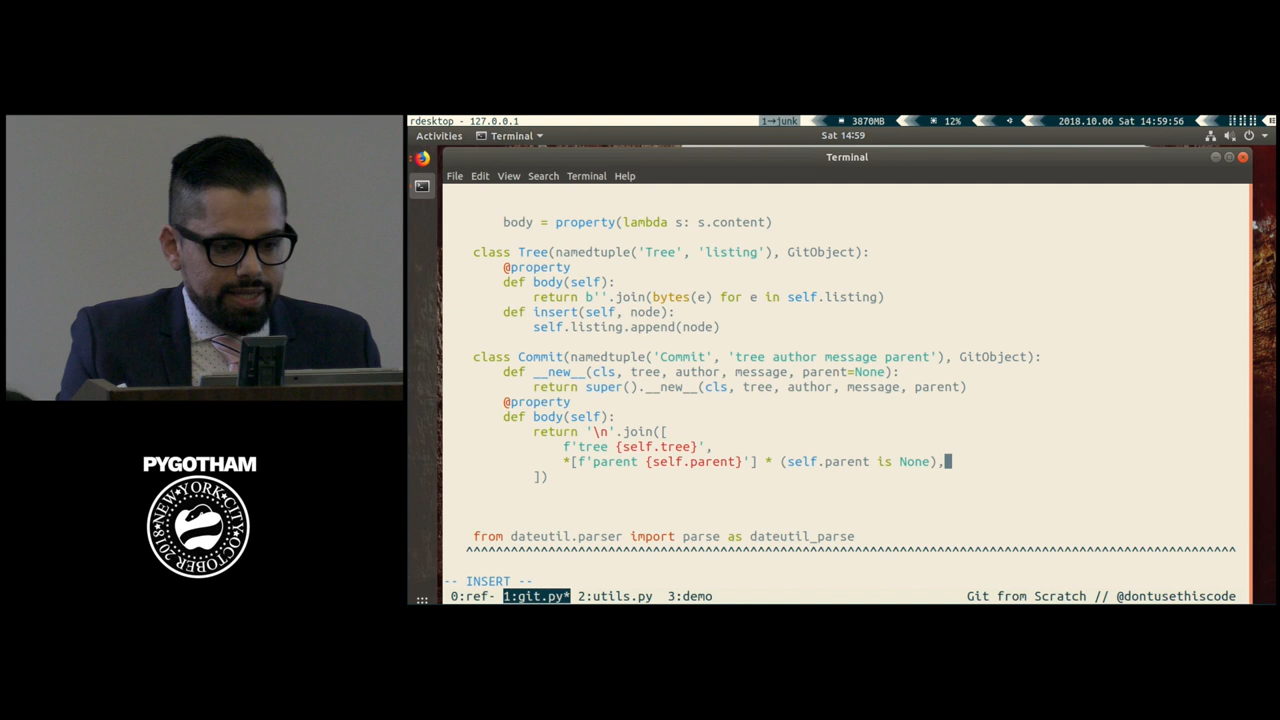 rdesktop - 127.0.0.1
1→junk
3870MB
12%
2018.10.06 Sat 14:59:56
Activities
Terminal
Sat 14:59
Terminal
File Edit View Search Terminal Help
body = property(lambda s: s.content)
class Tree(namedtuple('Tree', 'listing'), GitObject):
@property
def body(self):
return b''.join(bytes(e) for e in self.listing)
def insert(self, node):
self.listing.append(node)
class Commit(namedtuple('Commit', 'tree author message parent'), GitObject):
def __new__(cls, tree, author, message, parent=None):
return super().__new__(cls, tree, author, message, parent)
@property
def body(self):
return '\n'.join([
f'tree {self.tree}',
*[f'parent {self.parent}'] * (self.parent is None),
])
from dateutil.parser import parse as dateutil_parse
^^^^^^^^^^^^^^^^^^^^^^^^^^^^^^^^^^^^^^^^^^^^^^^^^^^^^^^^^^^^^^^^^^^^^^^^^^^^^^^^^^^^^^^^^^^^^^^^^^^^^^^
-- INSERT --
0:ref- 1:git.py* 2:utils.py 3:demo
Git from Scratch // @dontusethiscode
PYGOTHAM
2018·NEW·YORK·CITY·OCTOBER